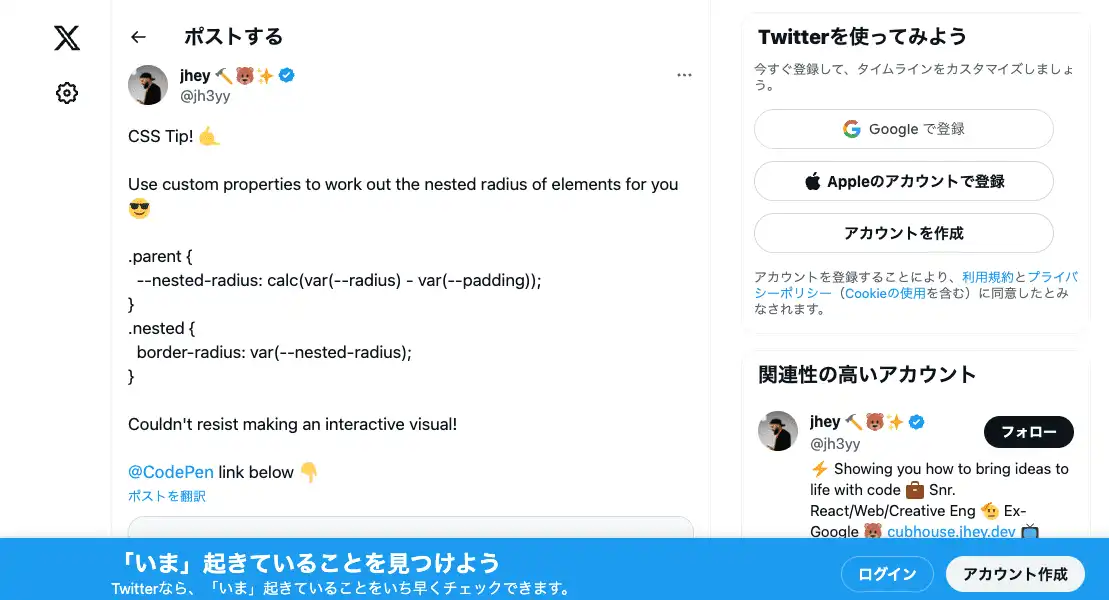 ポストする
jhey 🔨🐻✨
@jh3yy
CSS Tip! 🤙
Use custom properties to work out the nested radius of elements for you
😎
.parent {
--nested-radius: calc(var(--radius) - var(--padding));
}
.nested {
border-radius: var(--nested-radius);
}
Couldn't resist making an interactive visual!
@CodePen link below 👇
ポストを翻訳
Twitterを使ってみよう
今すぐ登録して、タイムラインをカスタマイズしましょ
う。
Google で登録
Appleのアカウントで登録
アカウントを作成
アカウントを登録することにより、利用規約とプライバ
シーポリシー（Cookieの使用を含む）に同意したとみ
なされます。
関連性の高いアカウント
jhey 🔨🐻✨
@jh3yy
フォロー
⚡ Showing you how to bring ideas to
life with code 💼 Snr.
React/Web/Creative Eng 🫡 Ex-
Google 🐻 cubhouse.jhey.dev 📺
「いま」起きていることを見つけよう
Twitterなら、「いま」起きていることをいち早くチェックできます。
ログイン
アカウント作成